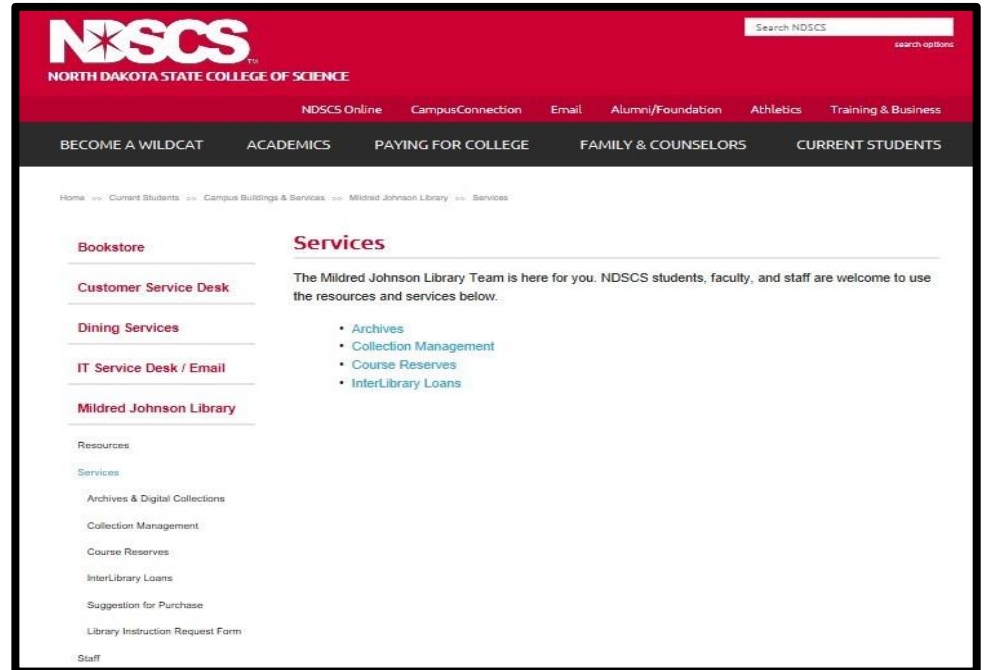 NDSCS
TM
NORTH DAKOTA STATE COLLEGE OF SCIENCE
Search NDSCS
search options
NDSCS Online CampusConnection Email Alumni/Foundation Athletics Training & Business
BECOME A WILDCAT ACADEMICS PAYING FOR COLLEGE FAMILY & COUNSELORS CURRENT STUDENTS
Home >> Current Students >> Campus Buildings & Services >> Mildred Johnson Library >> Services
Bookstore
Customer Service Desk
Dining Services
IT Service Desk / Email
Mildred Johnson Library
Resources
Services
Archives & Digital Collections
Collection Management
Course Reserves
InterLibrary Loans
Suggestion for Purchase
Library Instruction Request Form
Staff
Services
The Mildred Johnson Library Team is here for you. NDSCS students, faculty, and staff are welcome to use
the resources and services below.
• Archives
• Collection Management
• Course Reserves
• InterLibrary Loans